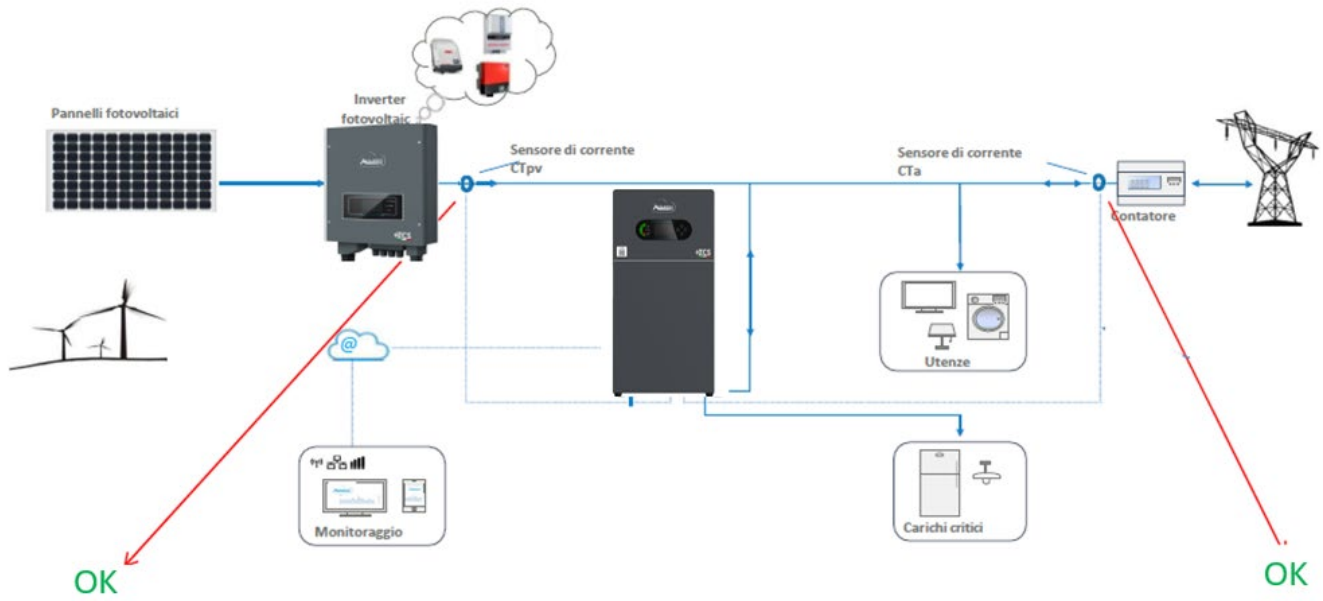 Pannelli fotovoltaici
Inverter
fotovoltaic
Sensore di corrente
CTpv
Sensore di corrente
CTa
Contatore
Utenze
@
Monitoraggio
Carichi critici
OK
OK